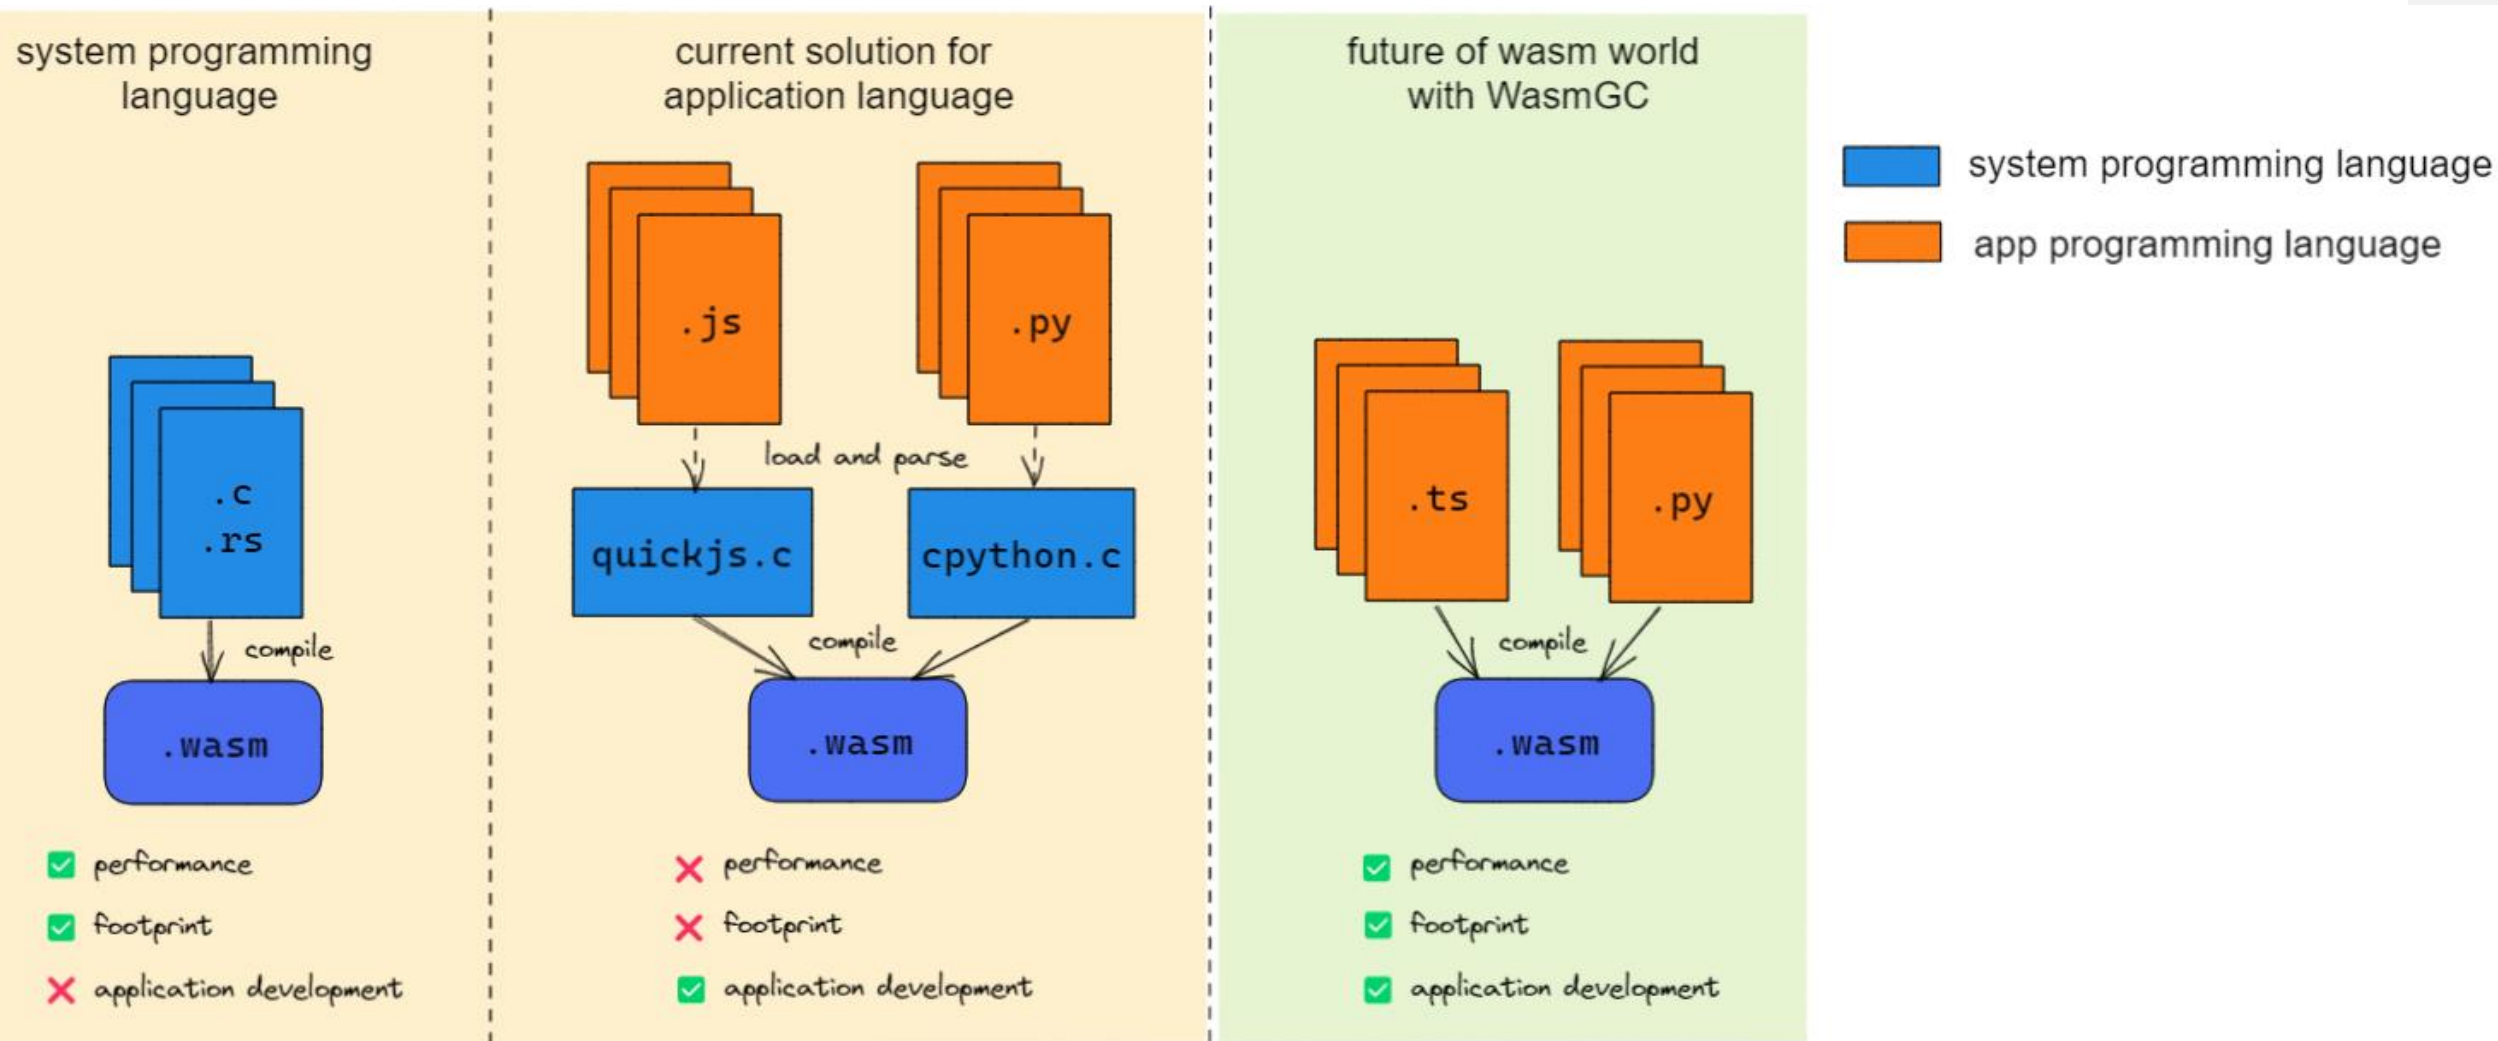 system programming
language
.c
.rs
compile
.wasm
performance
footprint
application development
current solution for
application language
.js
.py
load and parse
quickjs.c
cpython.c
compile
.wasm
performance
footprint
application development
future of wasm world
with WasmGC
.ts
.py
compile
.wasm
performance
footprint
application development
system programming language
app programming language